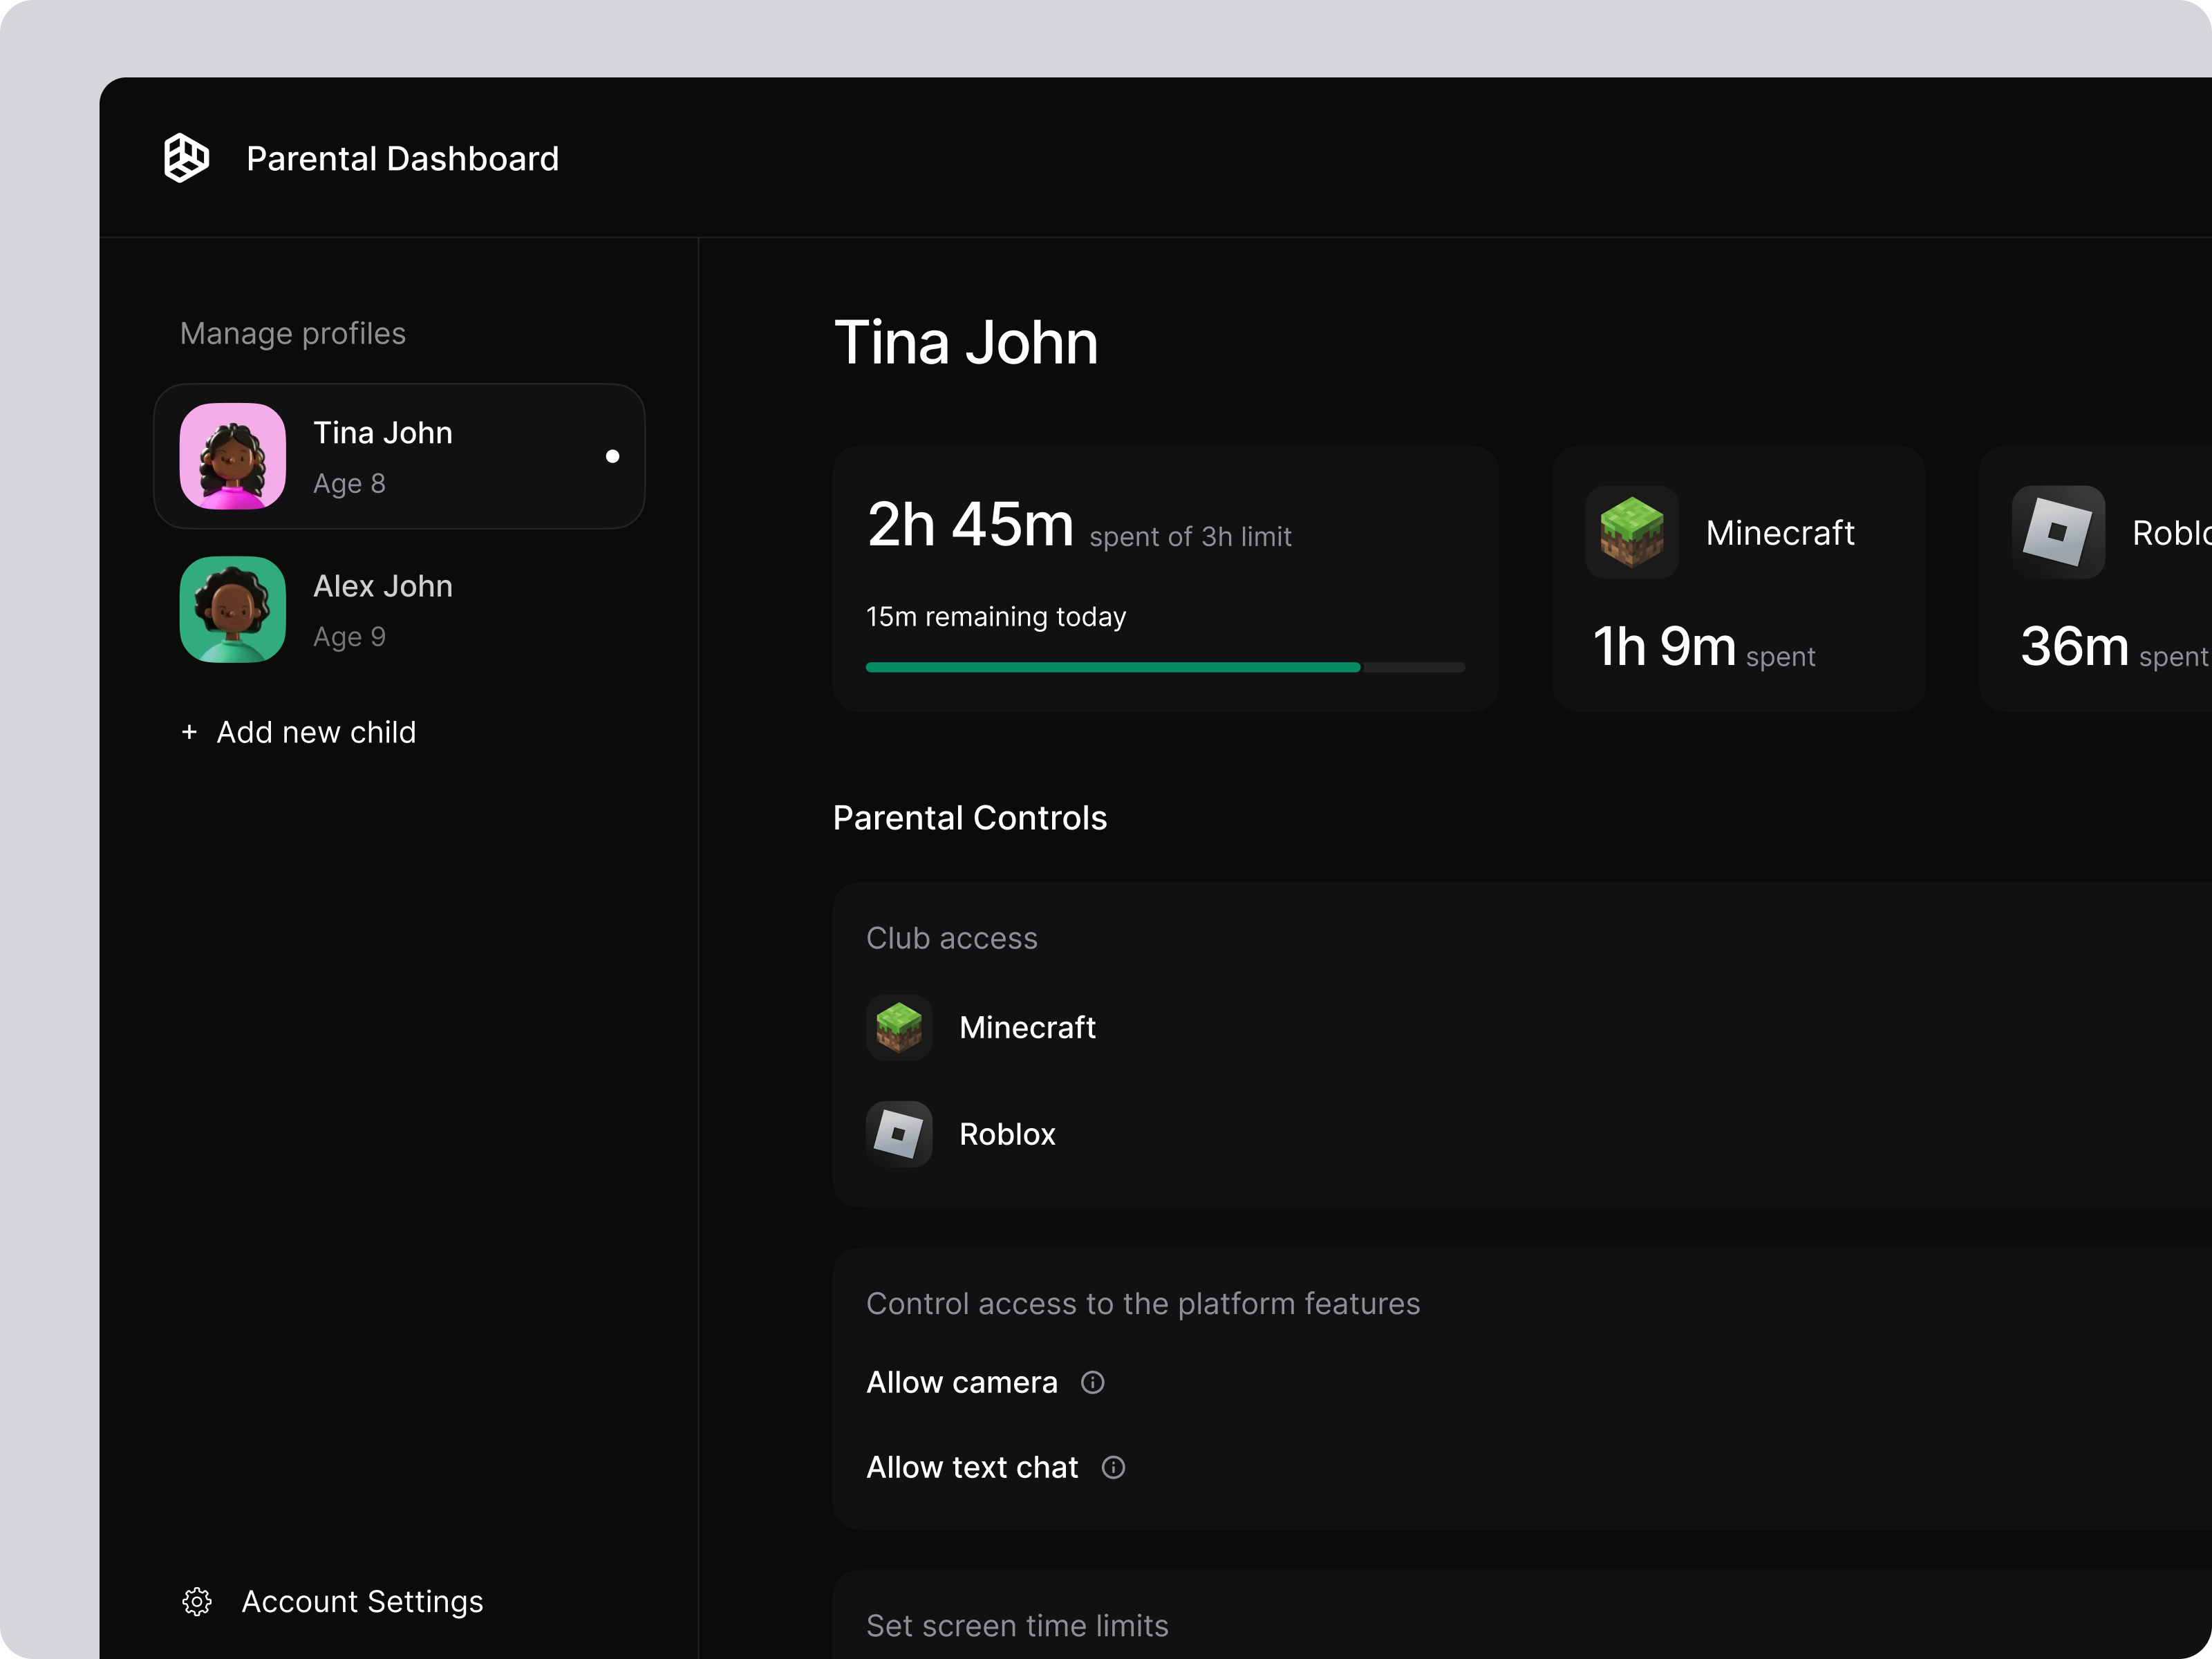 Parental Dashboard
Manage profiles
Tina John
Age 8
Alex John
Age 9
+ Add new child
Account Settings
Tina John
2h 45m spent of 3h limit
15m remaining today
Minecraft
1h 9m spent
Roblo
36m spent
Parental Controls
Club access
Minecraft
Roblox
Control access to the platform features
Allow camera
Allow text chat
Set screen time limits